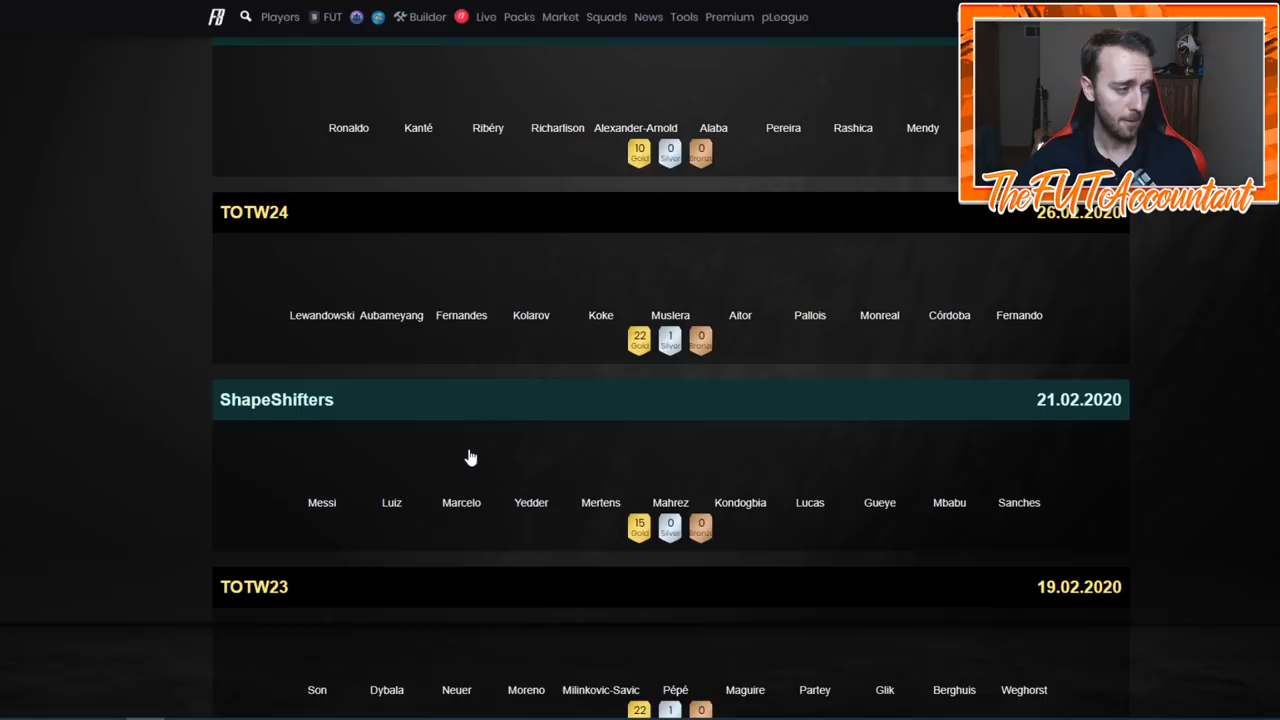 FB Players FUT Builder Live Packs Market Squads News Tools Premium pLeague
Ronaldo Kanté Ribéry Richarlison Alexander-Arnold Alaba Pereira Rashica Mendy
10 0 0
Gold Silver Bronze
TheFUTAccountant
TOTW24 26.02.2020
Lewandowski Aubameyang Fernandes Kolarov Koke Muslera Aitor Pallois Monreal Córdoba Fernando
22 1 0
Gold Silver Bronze
ShapeShifters 21.02.2020
Messi Luiz Marcelo Yedder Mertens Mahrez Kondogbia Lucas Gueye Mbabu Sanches
15 0 0
Gold Silver Bronze
TOTW23 19.02.2020
Son Dybala Neuer Moreno Milinkovic-Savic Pépé Maguire Partey Glik Berghuis Weghorst
22 1 0